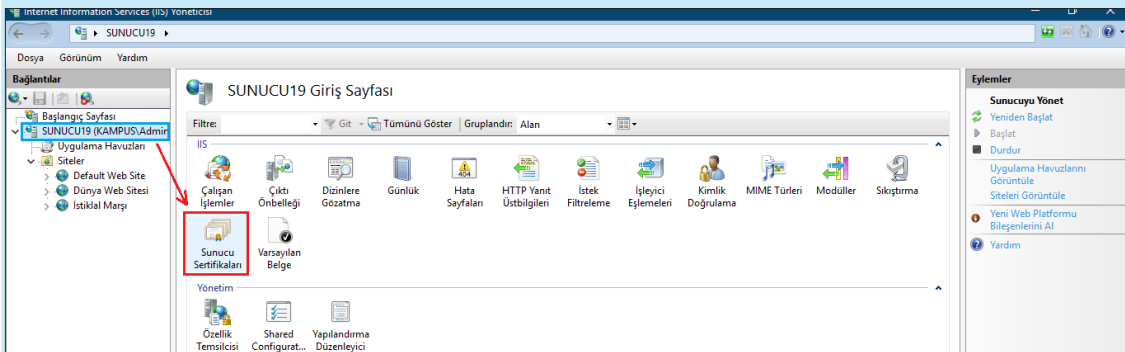 Internet Information Services (IIS) Yöneticisi
SUNUCU19
Dosya Görünüm Yardım
Bağlantılar
Başlangıç Sayfası
SUNUCU19 (KAMPUS\Admin
Uygulama Havuzları
Siteler
Default Web Site
Dünya Web Sitesi
İstiklal Marşı
SUNUCU19 Giriş Sayfası
Filtre: Git Tümünü Göster Gruplandır: Alan
IIS
Çalışan İşlemler
Çıktı Önbelleği
Dizinlere Gözatma
Günlük
404
Hata Sayfaları
HTTP Yanıt Üstbilgileri
İstek Filtreleme
İşleyici Eşlemeleri
Kimlik Doğrulama
MIME Türleri
Modüller
Sıkıştırma
Sunucu Sertifikaları
Varsayılan Belge
Yönetim
Özellik Temsilcisi
Shared Configurat...
Yapılandırma Düzenleyici
Eylemler
Sunucuyu Yönet
Yeniden Başlat
Başlat
Durdur
Uygulama Havuzlarını
Görüntüle
Siteleri Görüntüle
Yeni Web Platformu
Bileşenlerini Al
Yardım